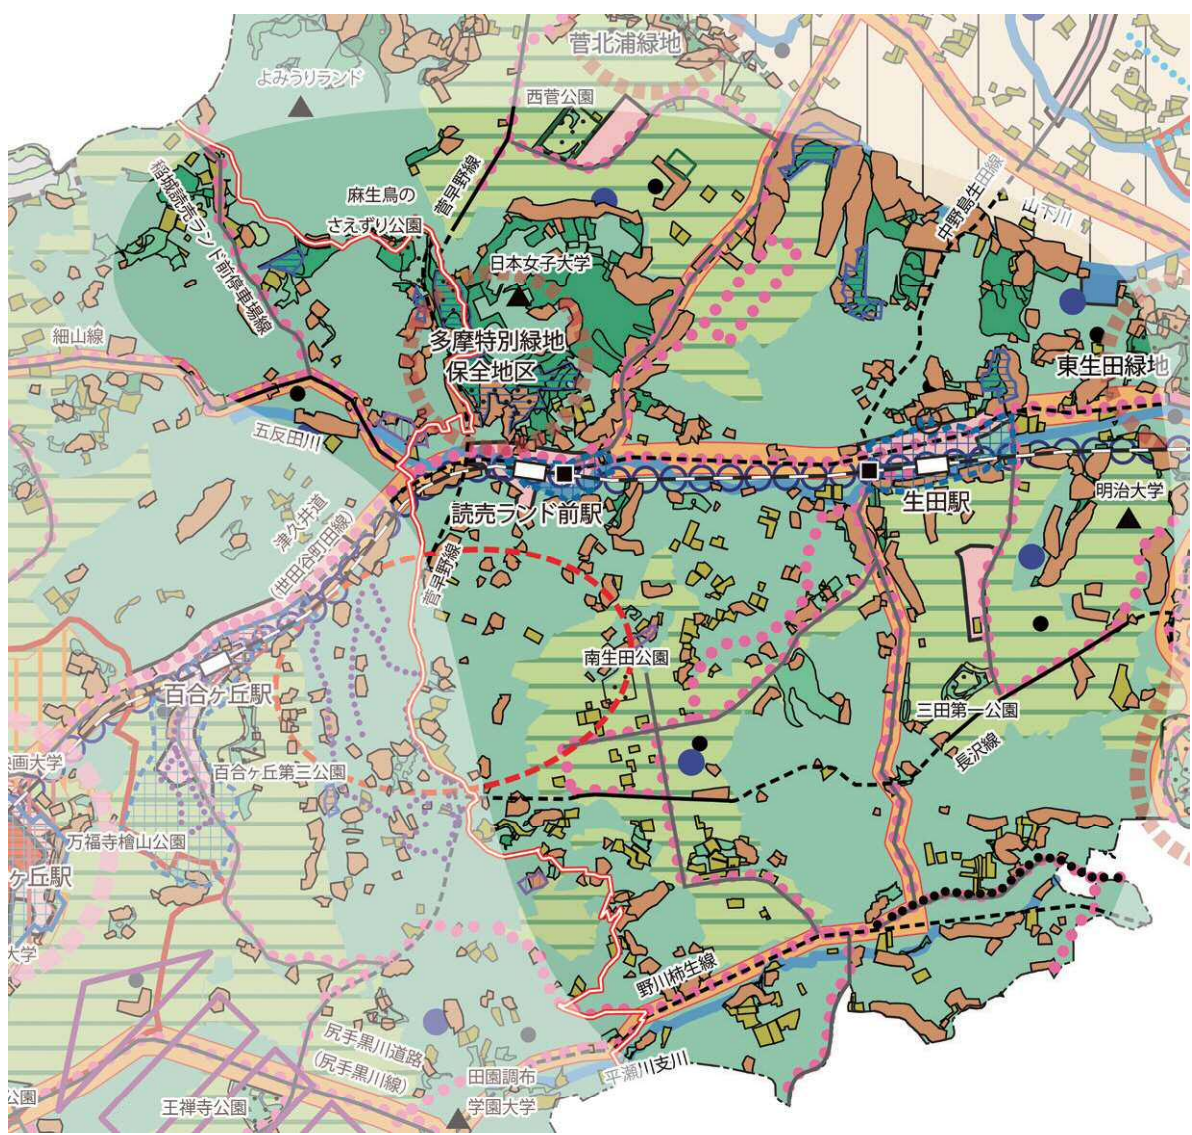 菅北浦緑地
よみうりランド
西菅公園
菅早野線
中野島生田線
山下川
稲城読売ランド前停車場線
麻生鳥の
さえずり公園
日本女子大学
細山線
多摩特別緑地
保全地区
東生田緑地
五反田川
読売ランド前駅
生田駅
明治大学
津久井道
(世田谷町田線)
菅早野線
南生田公園
百合ヶ丘駅
三田第一公園
画大学
百合ヶ丘第三公園
長沢線
万福寺檜山公園
ヶ丘駅
大学
野川柿生線
尻手黒川道路
(尻手黒川線)
田園調布
学園大学
平瀬川支川
公園
王禅寺公園